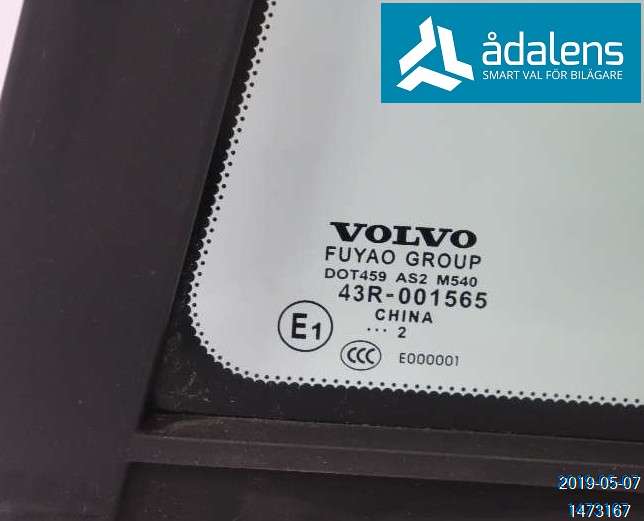 ådalens
SMART VAL FÖR BILÄGARE
VOLVO
FUYAO GROUP
DOT459 AS2 M540
43R-001565
CHINA
... 2
E1
CCC E000001
2019-05-07
1473167